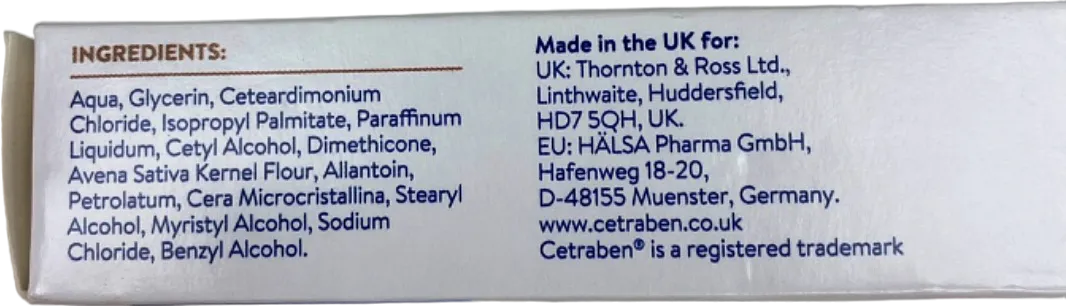 INGREDIENTS:
Aqua, Glycerin, Ceteardimonium
Chloride, Isopropyl Palmitate, Paraffinum
Liquidum, Cetyl Alcohol, Dimethicone,
Avena Sativa Kernel Flour, Allantoin,
Petrolatum, Cera Microcristallina, Stearyl
Alcohol, Myristyl Alcohol, Sodium
Chloride, Benzyl Alcohol.
Made in the UK for:
UK: Thornton & Ross Ltd.,
Linthwaite, Huddersfield,
HD7 5QH, UK.
EU: HÄLSA Pharma GmbH,
Hafenweg 18-20,
D-48155 Muenster, Germany.
www.cetraben.co.uk
Cetraben® is a registered trademark